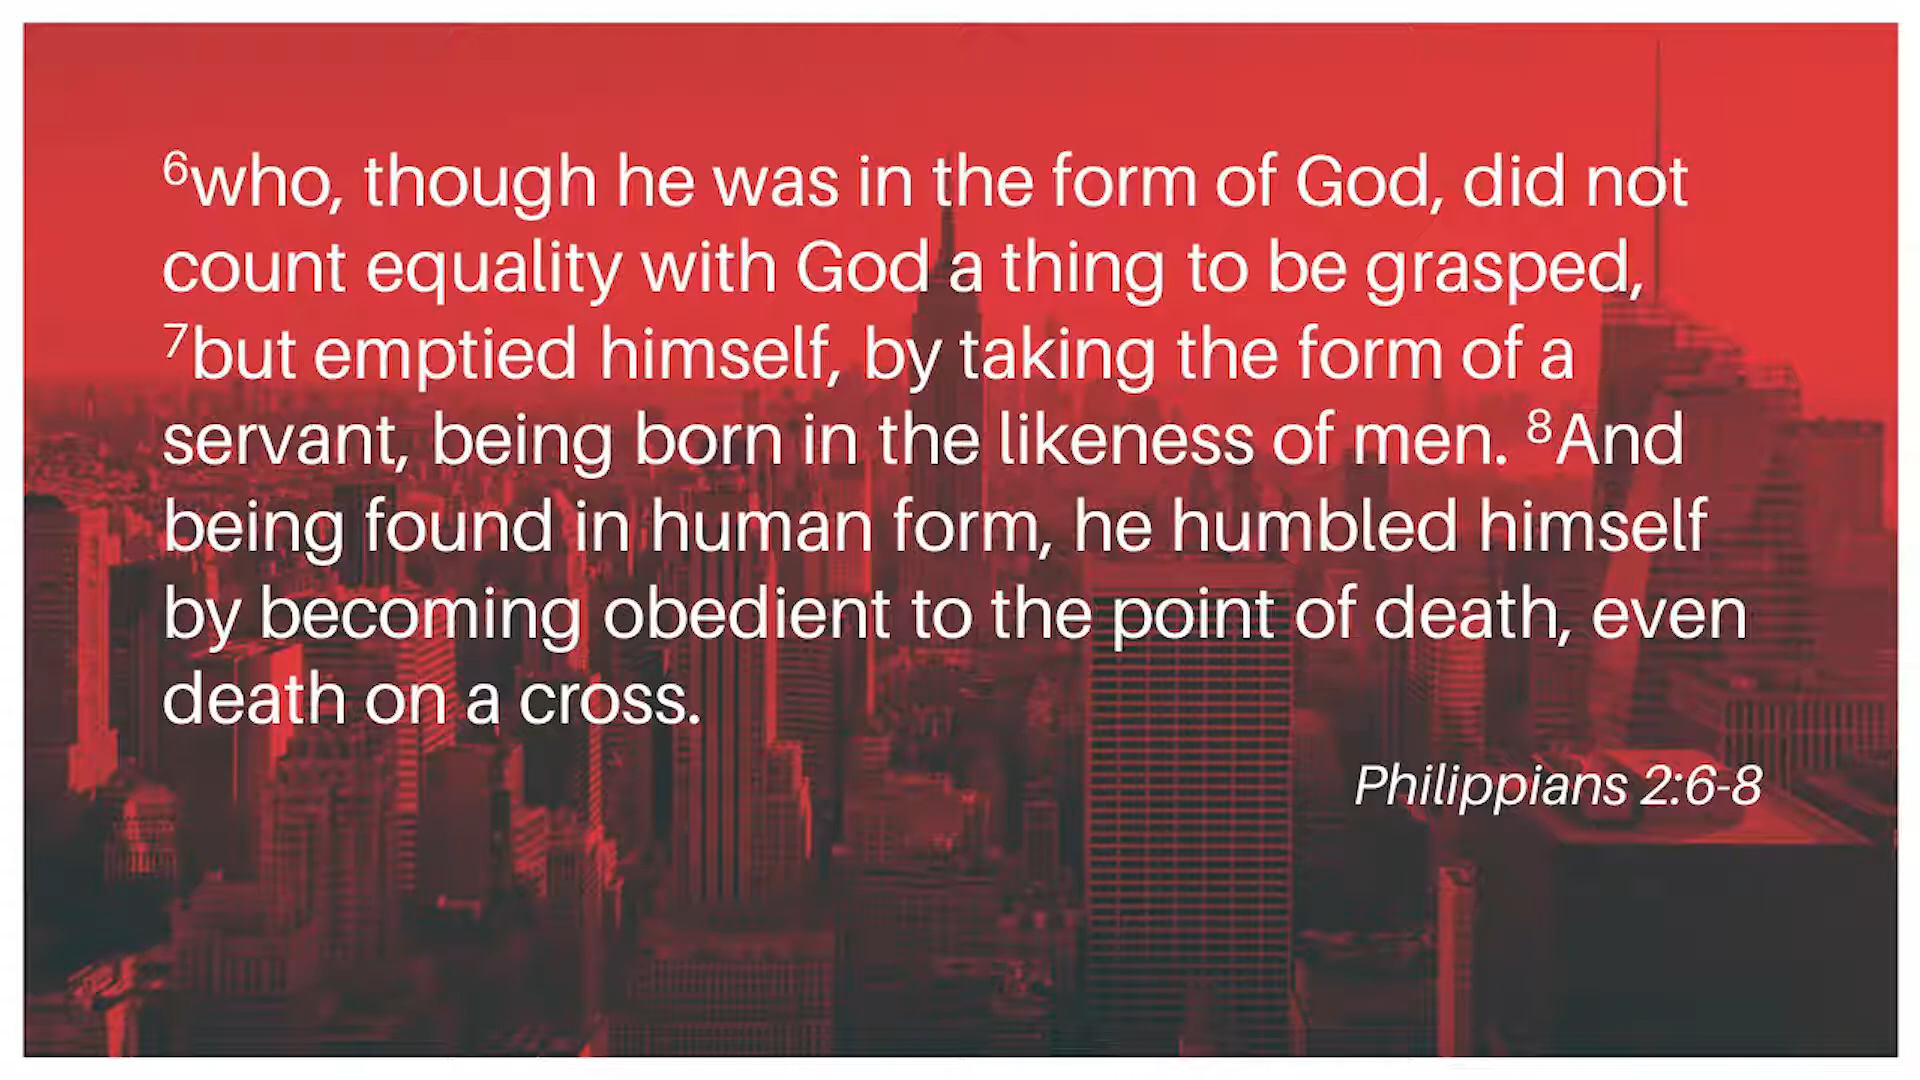 ⁶who, though he was in the form of God, did not
count equality with God a thing to be grasped,
⁷but emptied himself, by taking the form of a
servant, being born in the likeness of men. ⁸And
being found in human form, he humbled himself
by becoming obedient to the point of death, even
death on a cross.
Philippians 2:6-8